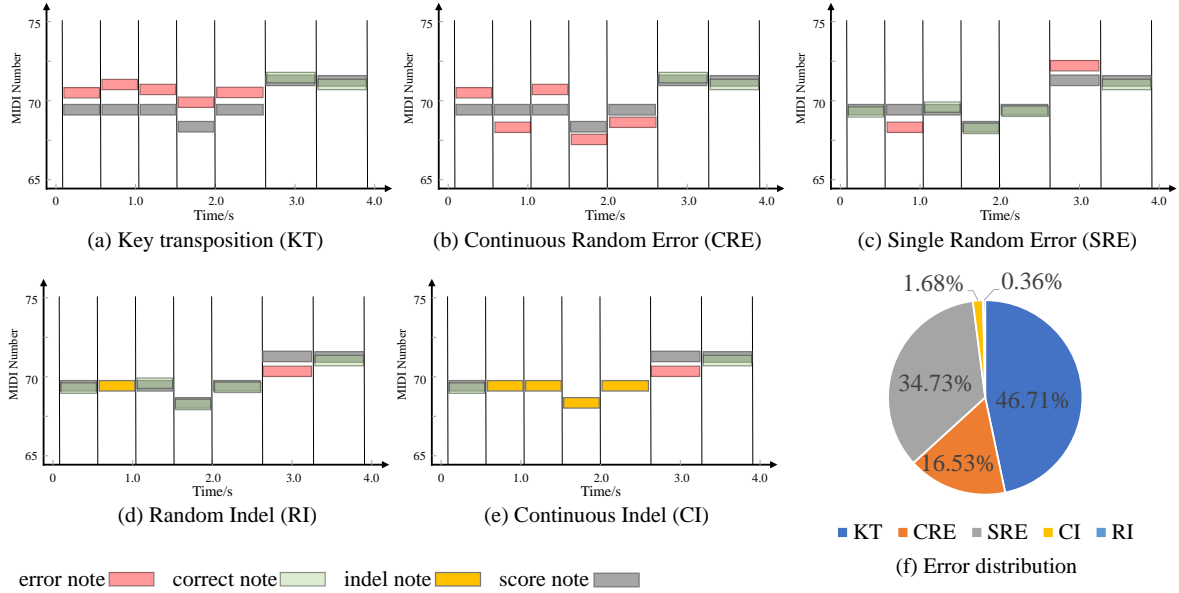 75
70
65
MIDI Number
0
1.0
2.0
3.0
4.0
Time/s
(a) Key transposition (KT)
75
70
65
MIDI Number
0
1.0
2.0
3.0
4.0
Time/s
(b) Continuous Random Error (CRE)
75
70
65
MIDI Number
0
1.0
2.0
3.0
4.0
Time/s
(c) Single Random Error (SRE)
75
70
65
MIDI Number
0
1.0
2.0
3.0
4.0
Time/s
(d) Random Indel (RI)
75
70
65
MIDI Number
0
1.0
2.0
3.0
4.0
Time/s
(e) Continuous Indel (CI)
1.68%
0.36%
34.73%
46.71%
16.53%
KT CRE SRE CI RI
(f) Error distribution
error note correct note indel note score note